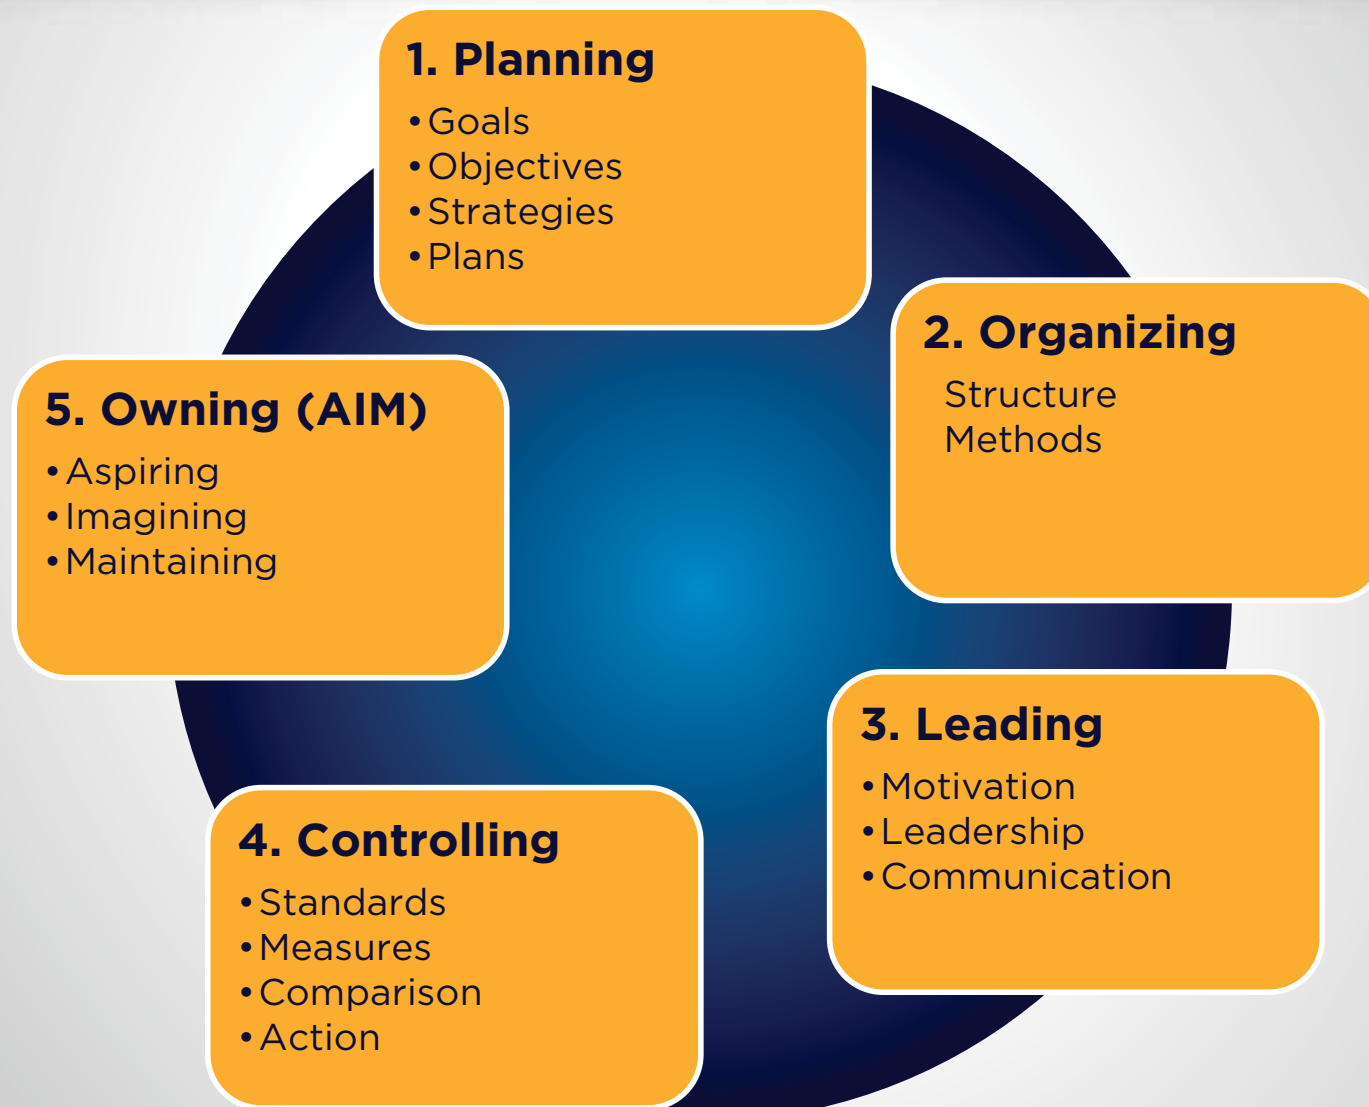 1. Planning
• Goals
• Objectives
• Strategies
• Plans
2. Organizing
Structure
Methods
3. Leading
• Motivation
• Leadership
• Communication
4. Controlling
• Standards
• Measures
• Comparison
• Action
5. Owning (AIM)
• Aspiring
• Imagining
• Maintaining